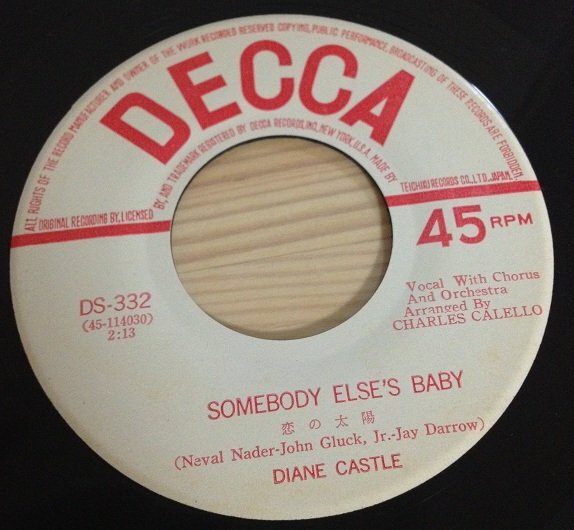 ALL RIGHTS OF THE RECORD MANUFACTURER AND OWNER OF THE WORK RECORDED RESERVED COPYING, PUBLIC PERFORMANCE, BROADCASTING OF THESE RECORDS ARE FORBIDDEN.
DECCA
ORIGINAL RECORDING BY, LICENSED BY, AND TRADEMARK REGISTERED BY DECCA RECORDS, INC, NEW YORK, U.S.A. MADE BY TEICHIKU RECORDS CO., LTD, JAPAN.
45 RPM
DS-332
(45-114030)
2:13
Vocal With Chorus
And Orchestra
Arranged By
CHARLES CALELLO
SOMEBODY ELSE'S BABY
恋の太陽
(Neval Nader-John Gluck, Jr.-Jay Darrow)
DIANE CASTLE